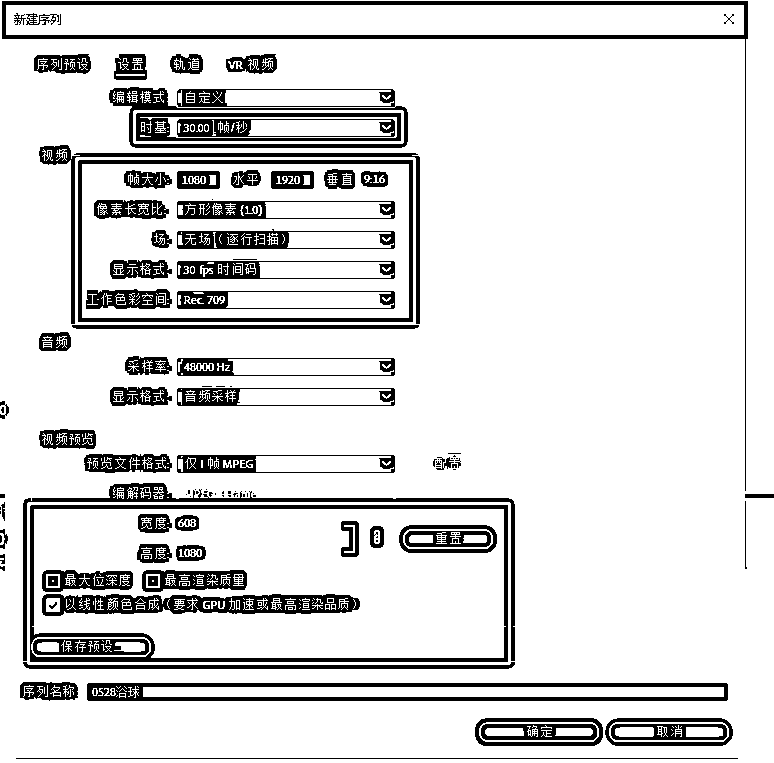 新建序列
序列预设 设置 轨道 VR 视频
编辑模式: 自定义
时基: 30.00 帧/秒
视频
帧大小: 1080 水平 1920 垂直 9:16
像素长宽比: 方形像素 (1.0)
场: 无场（逐行扫描）
显示格式: 30 fps 时间码
工作色彩空间: Rec. 709
音频
采样率: 48000 Hz
显示格式: 音频采样
视频预览
预览文件格式: 仅 I 帧 MPEG 配置
编解码器:
宽度: 608
高度: 1080 重置
最大位深度 最高渲染质量
以线性颜色合成（要求 GPU 加速或最高渲染品质）
保存预设...
序列名称: 0528浴球
确定 取消